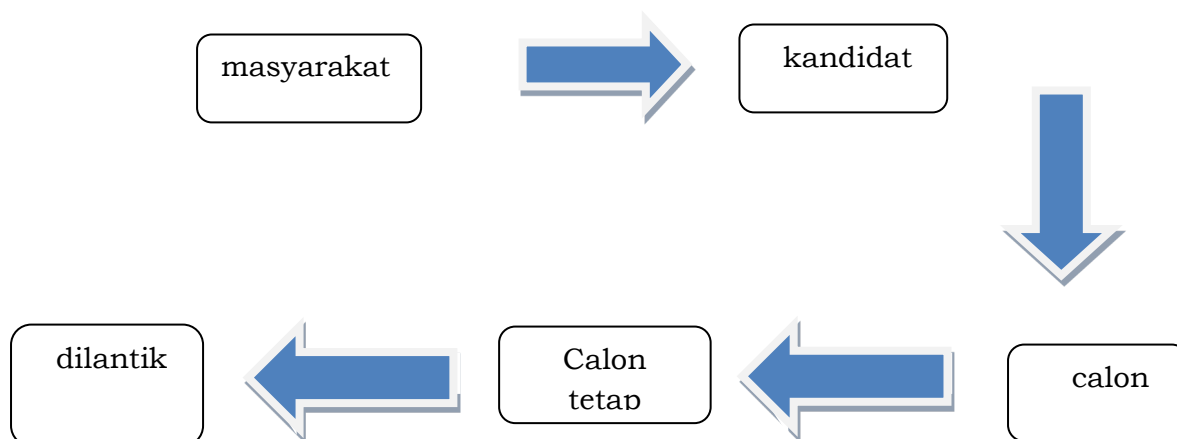 masyarakat
kandidat
calon
Calon
tetap
dilantik